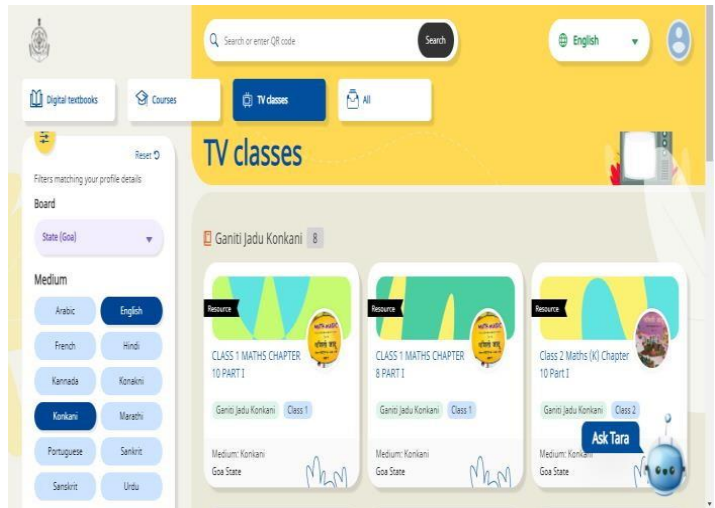 Search or enter QR code
Search
English
Digital textbooks
Courses
TV classes
All
Reset
Filters matching your profile details
Board
State (Goa)
Medium
Arabic
English
French
Hindi
Kannada
Konakni
Konkani
Marathi
Portuguese
Sankrit
Sanskrit
Urdu
TV classes
Ganiti Jadu Konkani 8
Resource
CLASS 1 MATHS CHAPTER
10 PART I
Ganiti Jadu Konkani Class 1
Medium: Konkani
Goa State
Resource
CLASS 1 MATHS CHAPTER
8 PART I
Ganiti Jadu Konkani Class 1
Medium: Konkani
Goa State
Resource
Class 2 Maths (K) Chapter
10 Part I
Ganiti Jadu Konkani Class 2
Medium: Konkani
Goa State
Ask Tara